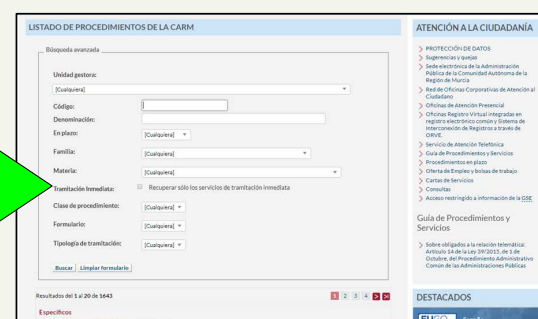 LISTADO DE PROCEDIMIENTOS DE LA CARM
Búsqueda avanzada
Unidad gestora:
[Cualquiera]
Código:
Denominación:
En plazo: [Cualquiera]
Familia: [Cualquiera]
Materia: [Cualquiera]
Tramitación Inmediata: Recuperar sólo los servicios de tramitación inmediata
Clase de procedimiento: [Cualquiera]
Formulario: [Cualquiera]
Tipología de tramitación: [Cualquiera]
Buscar Limpiar formulario
Resultados del 1 al 20 de 1643
1 2 3 4
Específicos
ATENCIÓN A LA CIUDADANÍA
PROTECCIÓN DE DATOS
Sugerencias y quejas
Sede electrónica de la Administración
Pública de la Comunidad Autónoma de la
Región de Murcia
Red de Oficinas Corporativas de Atención al
Ciudadano
Oficinas de Atención Presencial
Oficinas Registro Virtual integradas en
registro electrónico común y Sistema de
Interconexión de Registros a través de
ORVE.
Servicio de Atención Telefónica
Guía de Procedimientos y Servicios
Procedimientos en plazo
Oferta de Empleo y bolsas de trabajo
Cartas de Servicios
Consultas
Acceso restringido a información de la GSE
Guía de Procedimientos y
Servicios
Sobre obligados a la relación telemática:
Artículo 14 de la Ley 39/2015, de 1 de
Octubre, del Procedimiento Administrativo
Común de las Administraciones Públicas
DESTACADOS